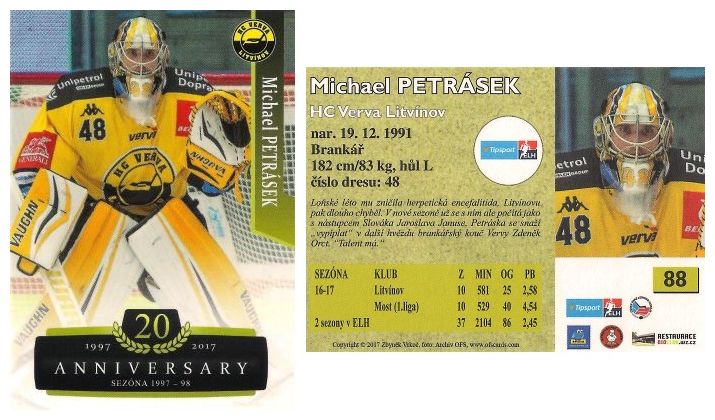 HC VERVA
LITVÍNOV
Michael PETRÁSEK
Unipetrol
Unip
Dopra
48
verva
GENERALI
HC VERVA
VAUGHN
VAUGHN
20
1997 2017
ANNIVERSARY
SEZÓNA 1997 – 98
Michael PETRÁSEK
HC Verva Litvínov
nar. 19. 12. 1991
Brankář
182 cm/83 kg, hůl L
číslo dresu: 48
Tipsport ELH
Loňské léto mu zničila herpetická encefalitida, Litvínovu
pak dlouho chyběl. V nové sezoně už se s ním ale počítá jako
s nástupcem Slováka Jaroslava Januse. Petráska se snaží
„vypiplat" v další hvězdu brankářský kouč Vervy Zdeněk
Orct. "Talent má."
SEZÓNA KLUB Z MIN OG PB
16-17 Litvínov 10 581 25 2,58
Most (1.liga) 10 529 40 4,54
2 sezony v ELH 37 2104 86 2,45
Copyright © 2017 Zbyněk Vrkoč, foto: Archiv OFS, www.ofscards.com
Unipetrol
Unip
Dopra
48
verva
88
Tipsport ELH
RESTAURACE